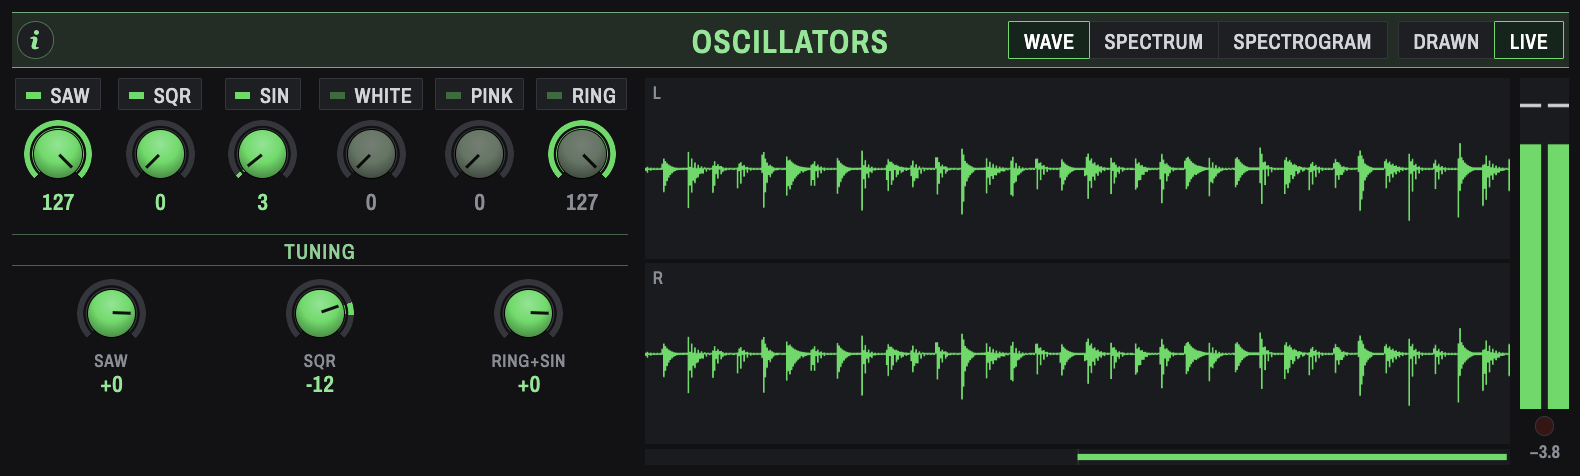 i
OSCILLATORS
WAVE SPECTRUM SPECTROGRAM DRAWN LIVE
SAW SQR SIN WHITE PINK RING
127 0 3 0 0 127
TUNING
SAW SQR RING+SIN
+0 -12 +0
L
R
−3.8